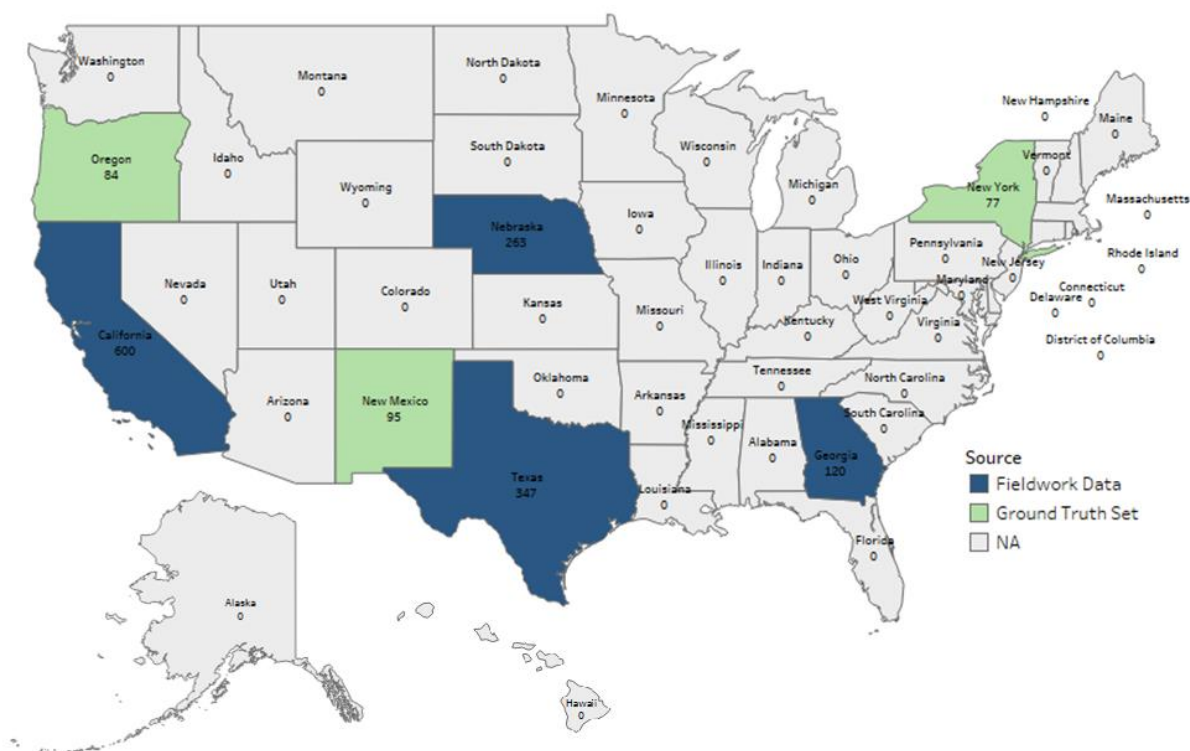 Washington
0
Montana
0
North Dakota
0
Minnesota
0
New Hampshire
0
Maine
0
Oregon
84
Idaho
0
South Dakota
0
Wisconsin
0
Vermont
0
Wyoming
0
Michigan
0
New York
77
Massachusetts
0
Nebraska
263
Iowa
0
Pennsylvania
0
Rhode Island
0
Nevada
0
Utah
0
Colorado
0
Kansas
0
Illinois
0
Indiana
0
Ohio
0
New Jersey
0
Connecticut
0
Maryland
0
Delaware
0
California
600
Missouri
0
Kentucky
0
West Virginia
0
Virginia
0
District of Columbia
0
Arizona
0
New Mexico
95
Oklahoma
0
Arkansas
0
Tennessee
0
North Carolina
0
South Carolina
0
Mississippi
0
Alabama
0
Georgia
120
Texas
347
Louisiana
0
Florida
0
Source
Fieldwork Data
Ground Truth Set
NA
Alaska
0
Hawaii
0